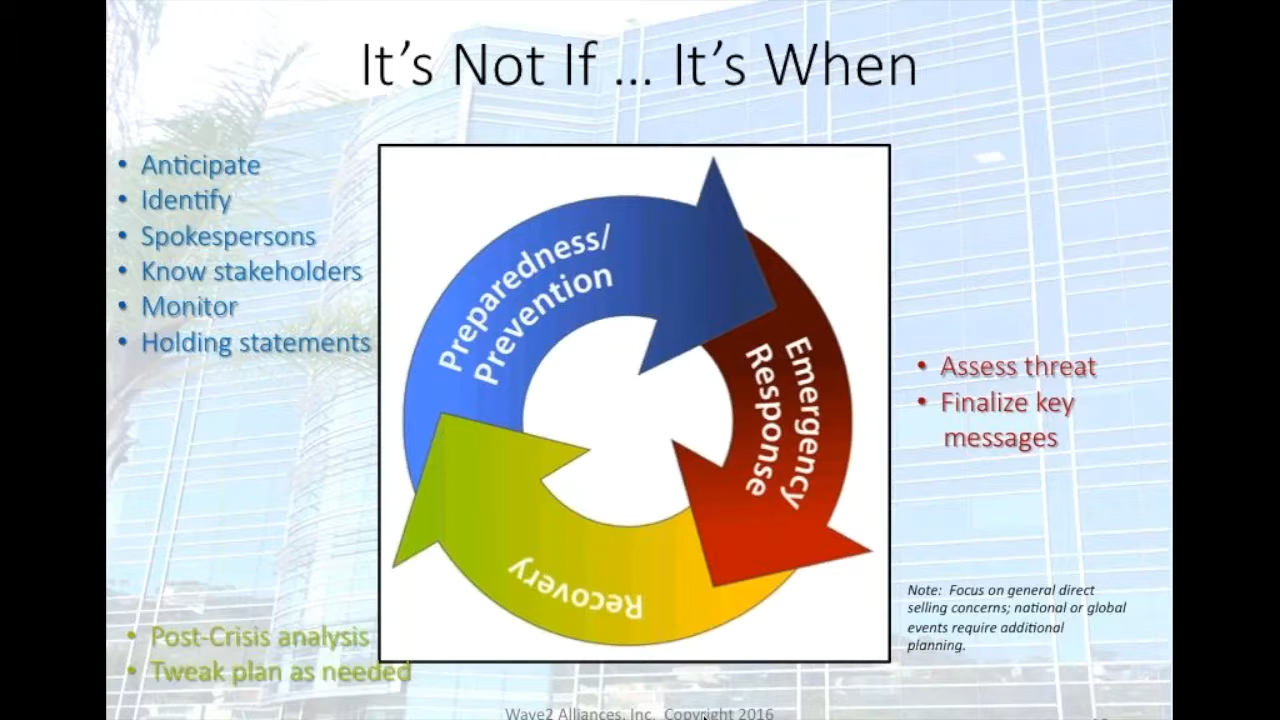 It's Not If ... It's When
• Anticipate
• Identify
• Spokespersons
• Know stakeholders
• Monitor
• Holding statements
Preparedness/
Prevention
Emergency
Response
Recovery
• Assess threat
• Finalize key
messages
Note: Focus on general direct
selling concerns; national or global
events require additional
planning.
• Post-Crisis analysis
• Tweak plan as needed
Wave2 Alliances, Inc. Copyright 2016